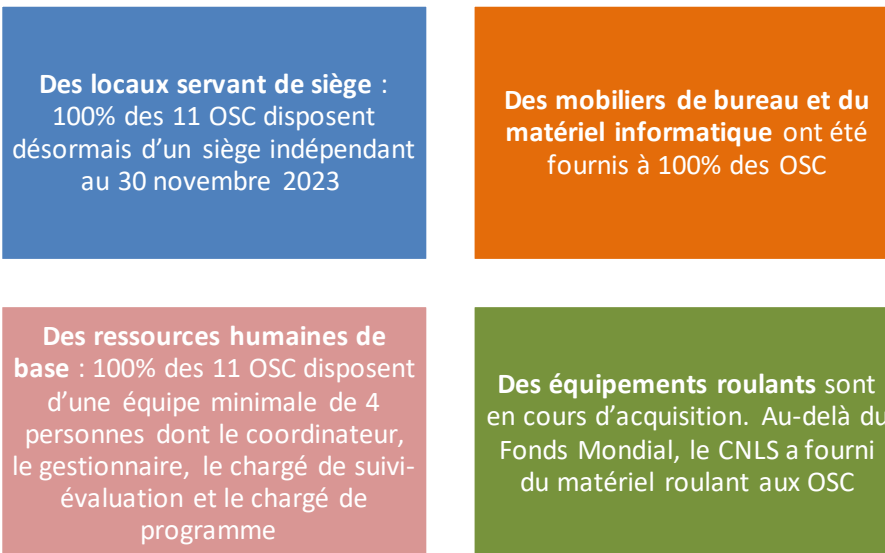 Des locaux servant de siège :
100% des 11 OSC disposent
désormais d’un siège indépendant
au 30 novembre 2023
Des mobiliers de bureau et du
matériel informatique ont été
fournis à 100% des OSC
Des ressources humaines de
base : 100% des 11 OSC disposent
d’une équipe minimale de 4
personnes dont le coordinateur,
le gestionnaire, le chargé de suivi-
évaluation et le chargé de
programme
Des équipements roulants sont
en cours d’acquisition. Au-delà du
Fonds Mondial, le CNLS a fourni
du matériel roulant aux OSC